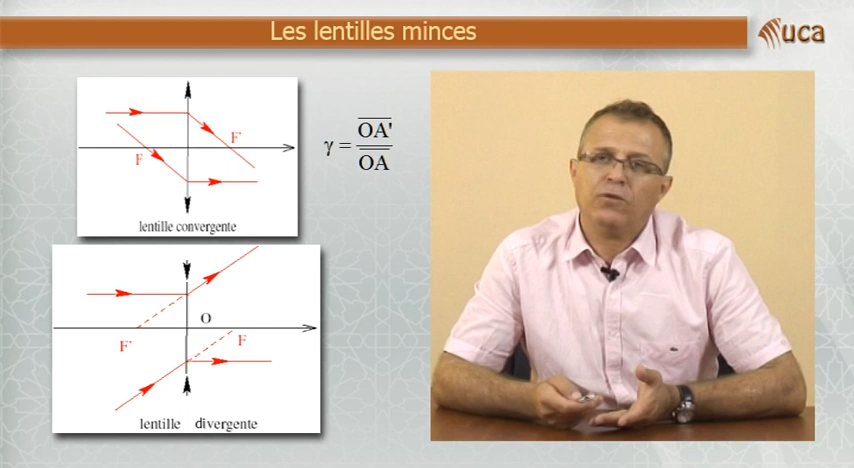 Les lentilles minces
uca
F'
F
lentille convergente
γ = OA' / OA
O
F'
F
lentille divergente